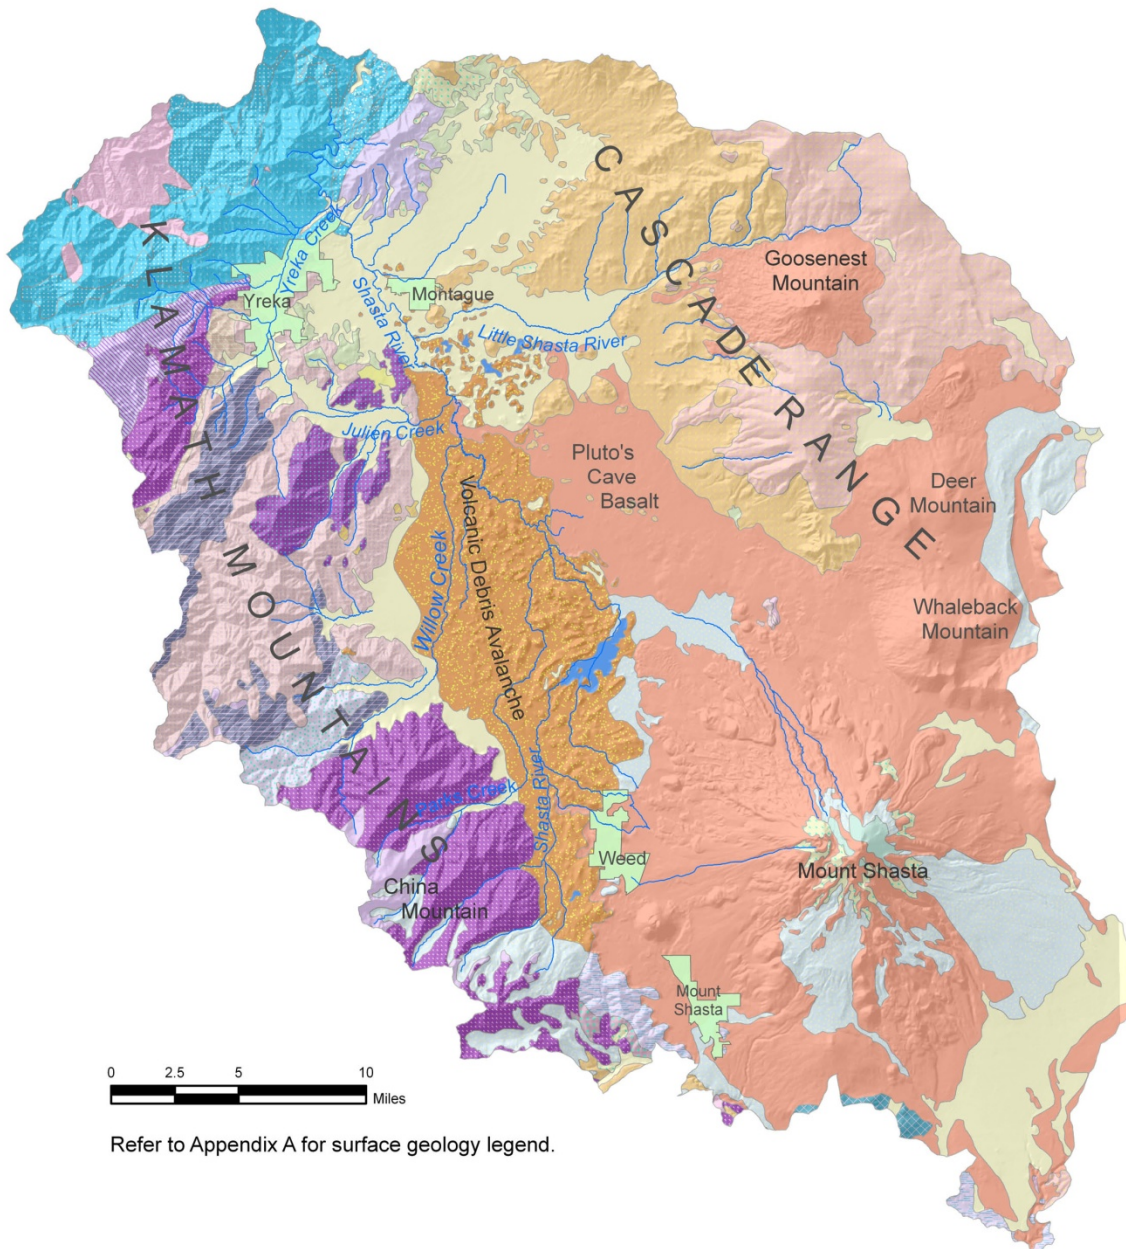 CASCADE RANGE
KLAMATH MOUNTAINS
Yreka Creek
Goosenest
Mountain
Yreka
Montague
Shasta River
Little Shasta River
Julien Creek
Pluto's
Cave
Basalt
Deer
Mountain
Volcanic Debris Avalanche
Willow Creek
Whaleback
Mountain
Shasta River
Parks Creek
Weed
Mount Shasta
China
Mountain
Mount
Shasta
0 2.5 5 10
Miles
Refer to Appendix A for surface geology legend.